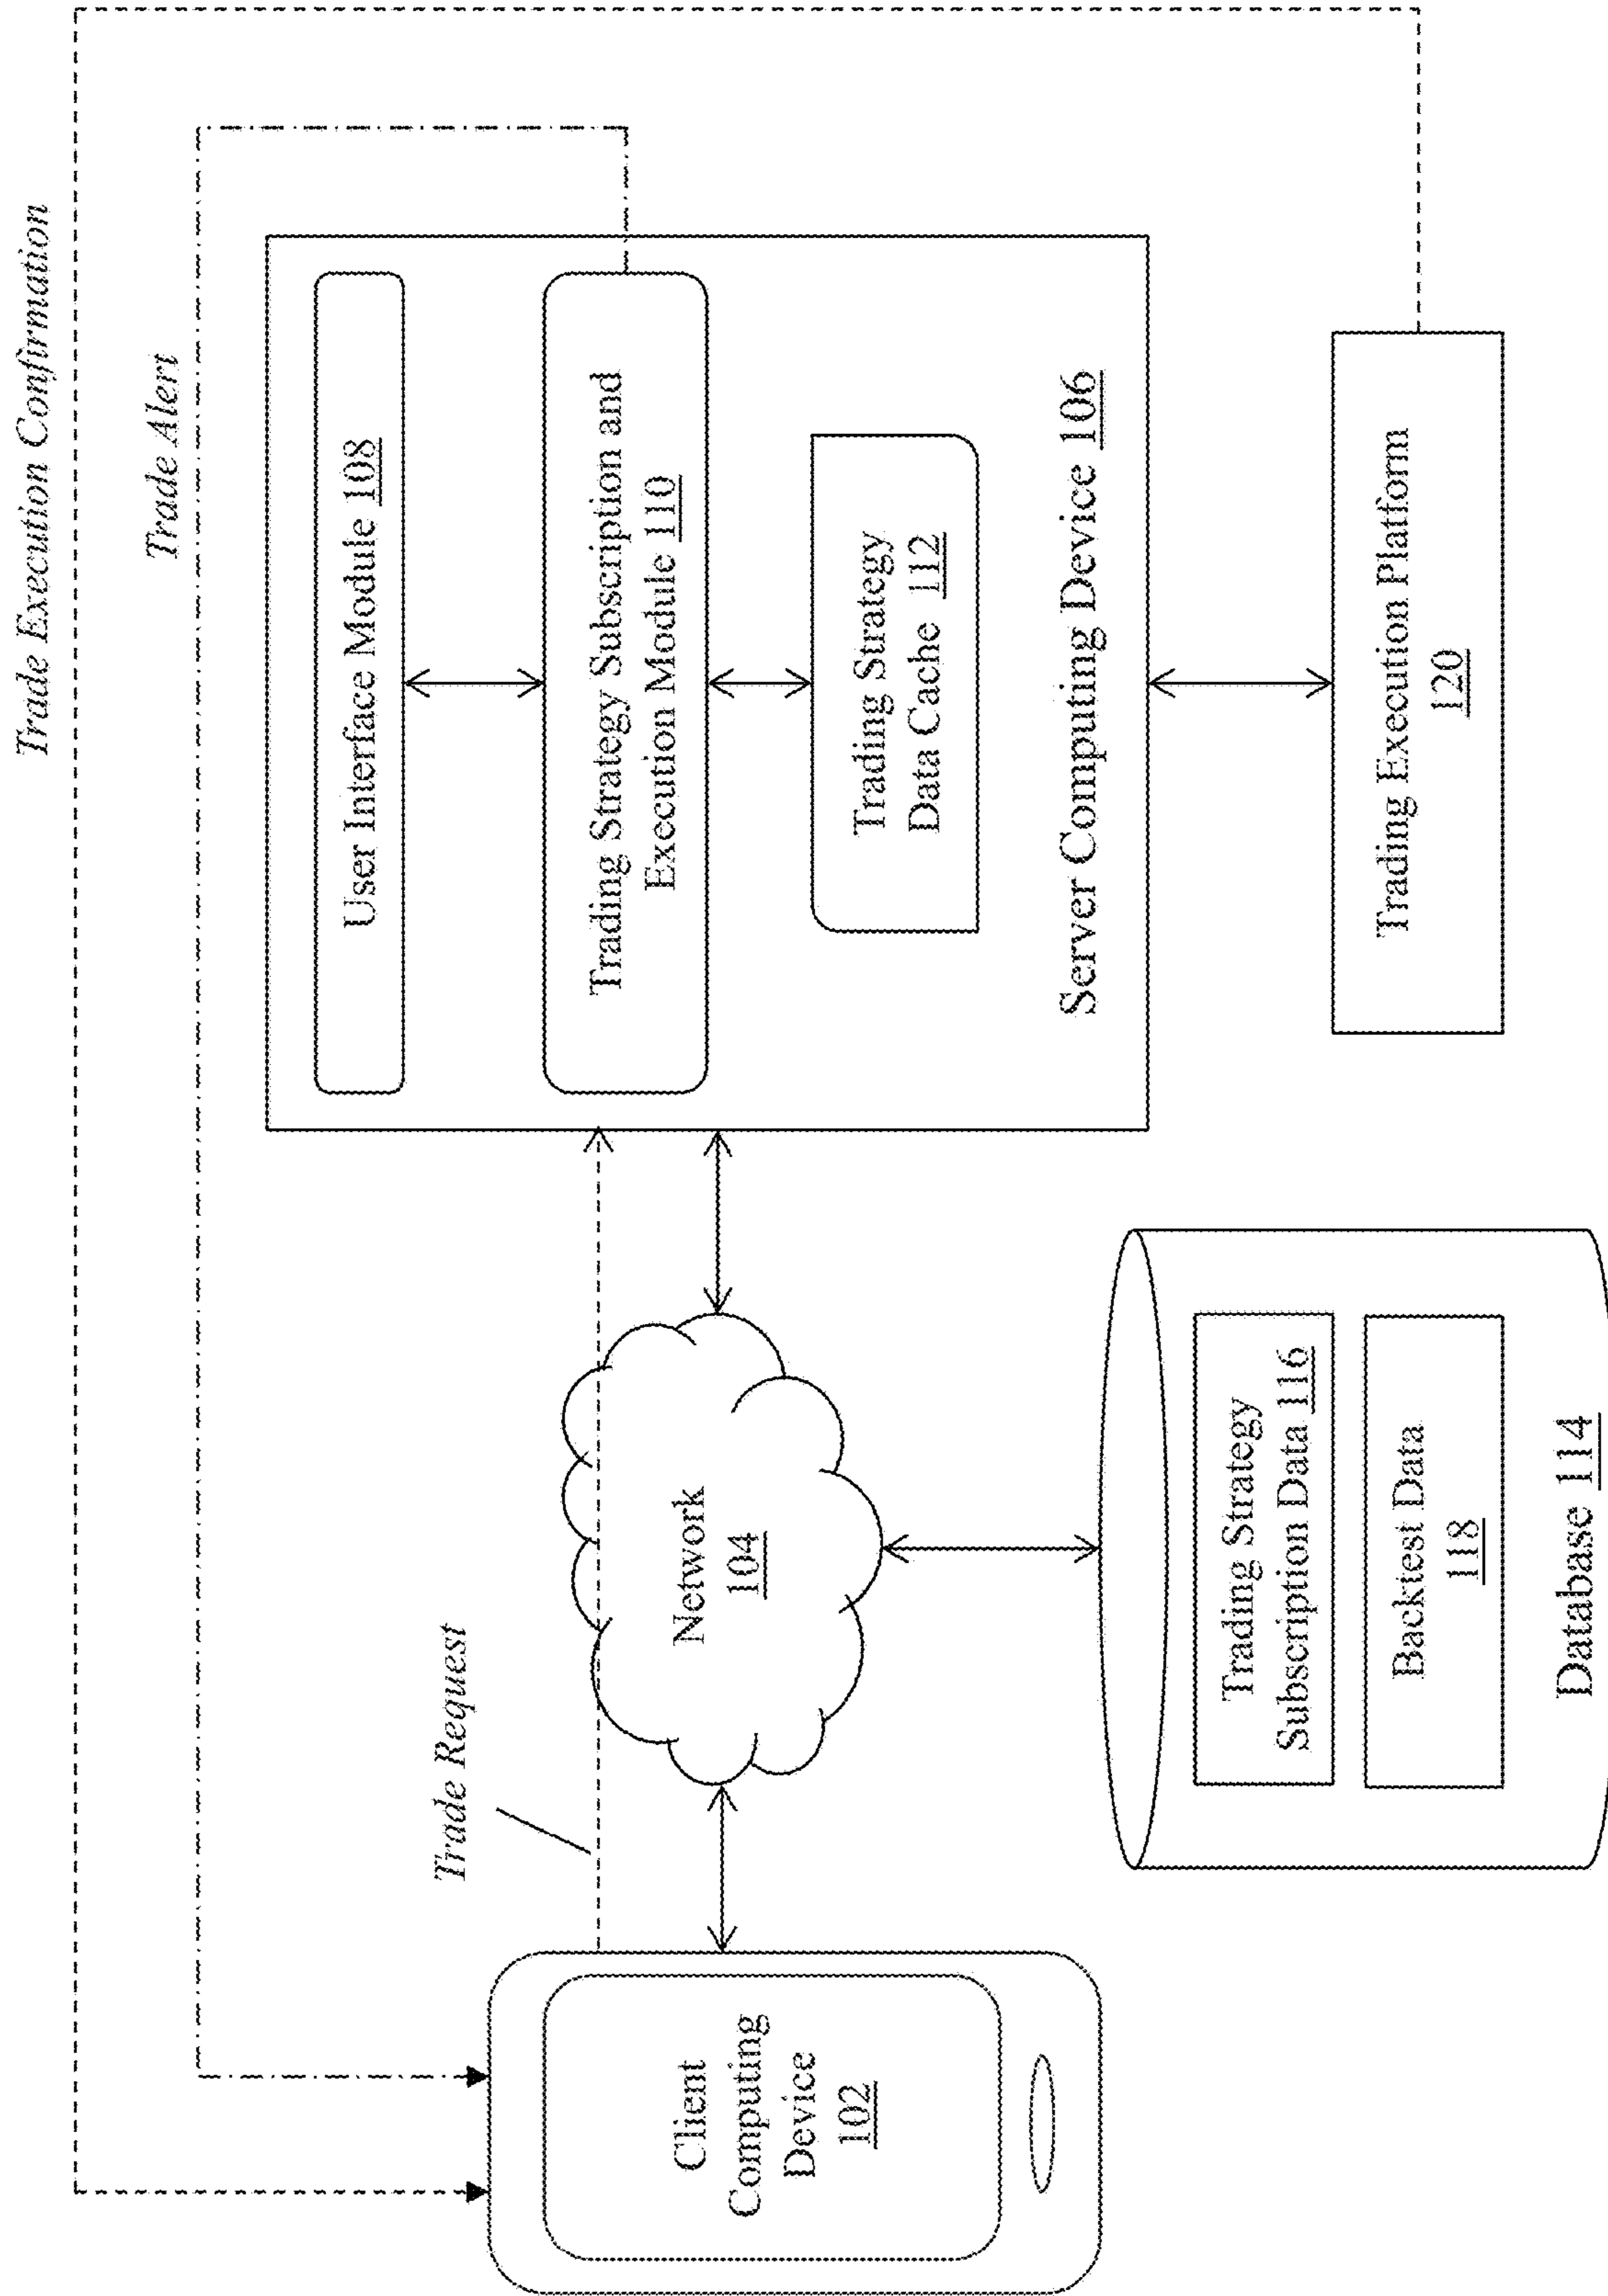 Trade Execution Confirmation
Trade Alert
Trade Request
Client
Computing
Device
102
Network
104
User Interface Module 108
Trading Strategy Subscription and
Execution Module 110
Trading Strategy
Data Cache 112
Server Computing Device 106
Trading Strategy
Subscription Data 116
Backtest Data
118
Database 114
Trading Execution Platform
120